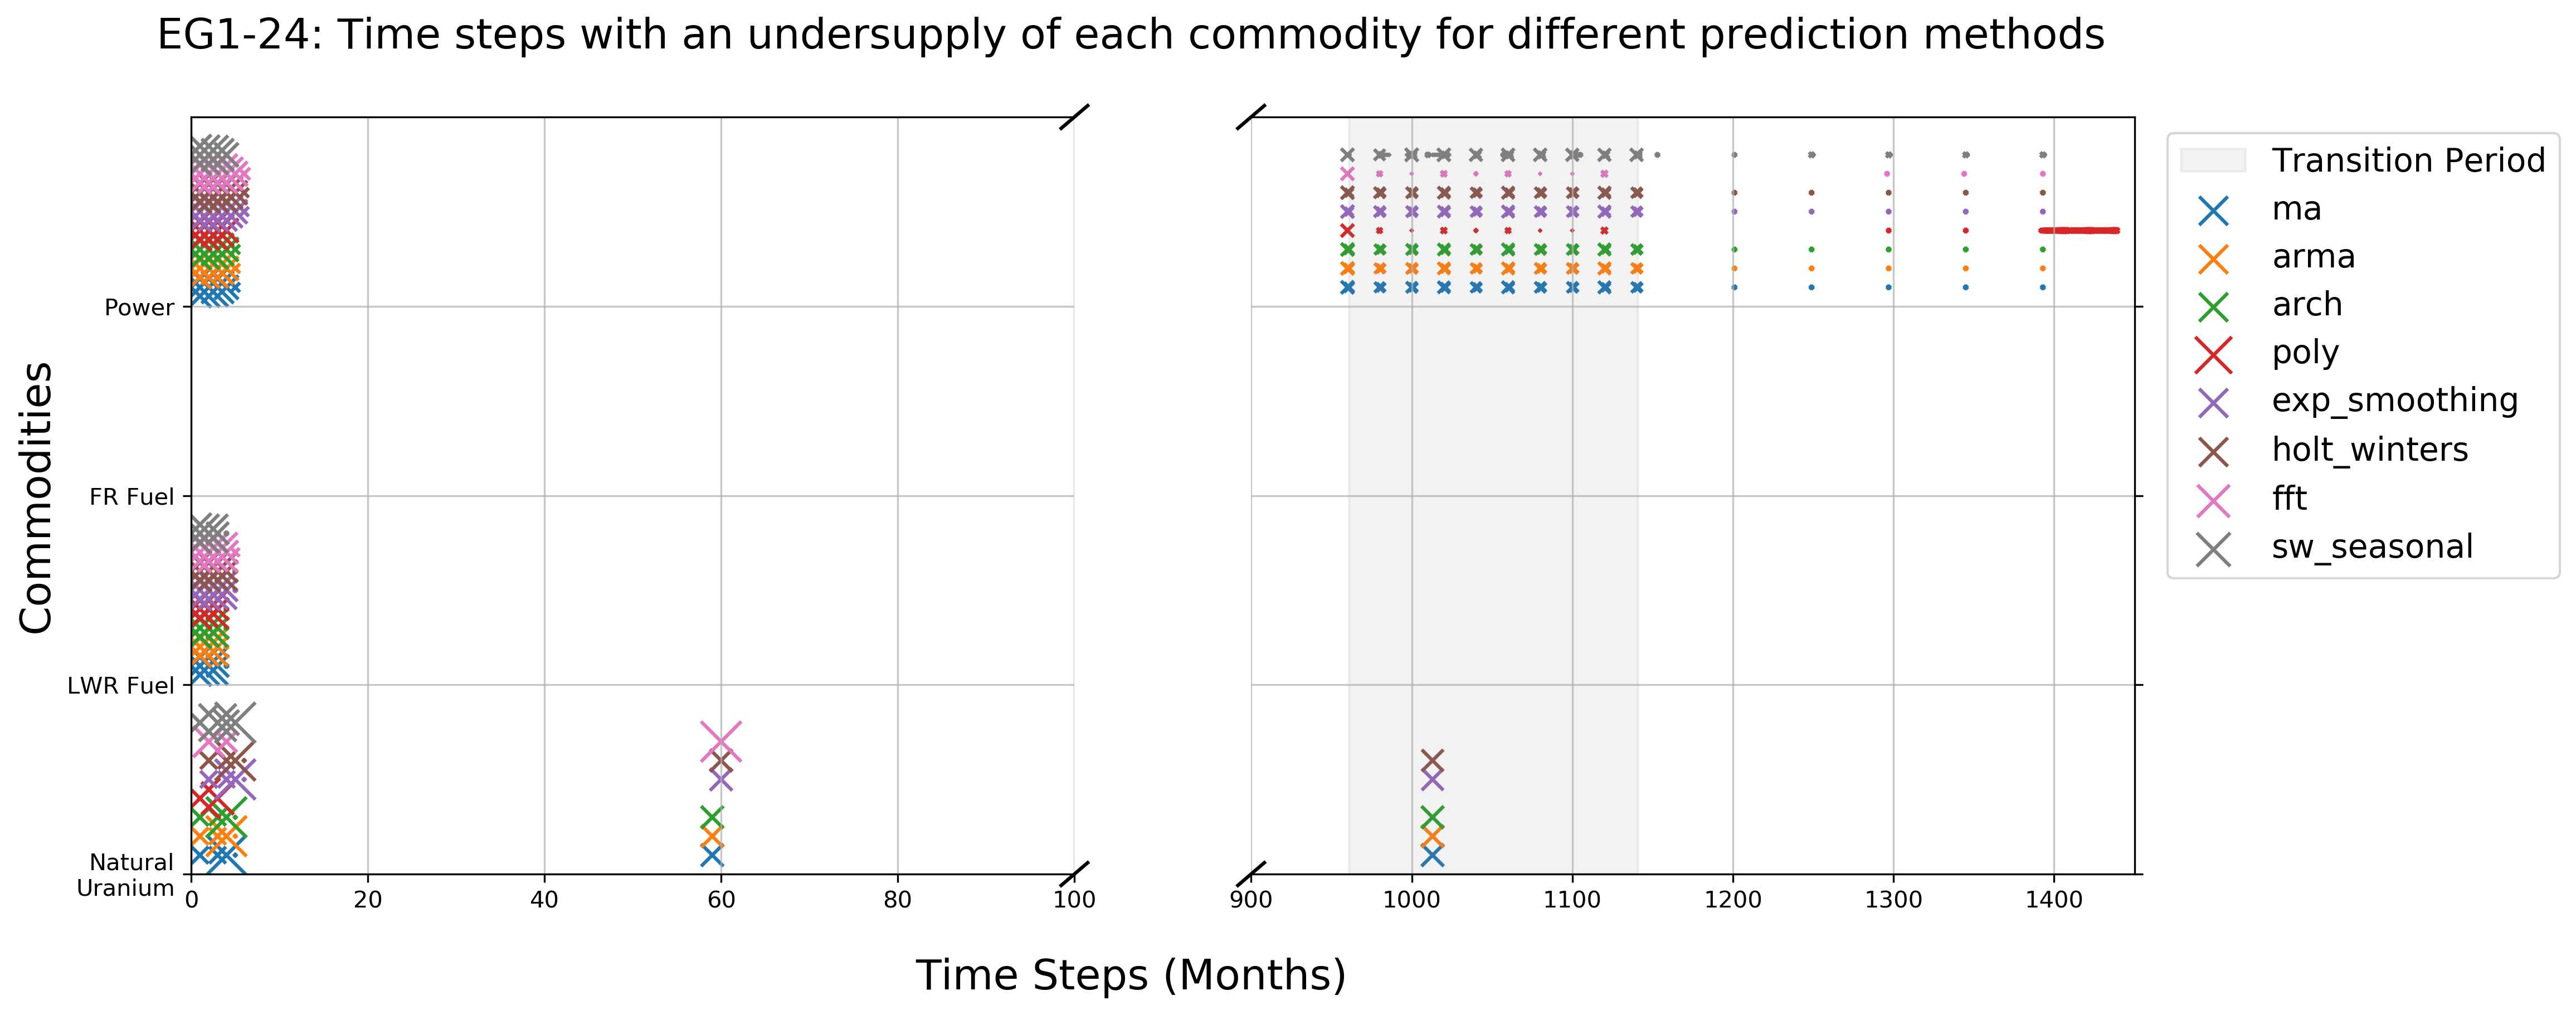 EG1-24: Time steps with an undersupply of each commodity for different prediction methods
Commodities
Power
FR Fuel
LWR Fuel
Natural
Uranium
0
20
40
60
80
100
900
1000
1100
1200
1300
1400
Time Steps (Months)
Transition Period
ma
arma
arch
poly
exp_smoothing
holt_winters
fft
sw_seasonal